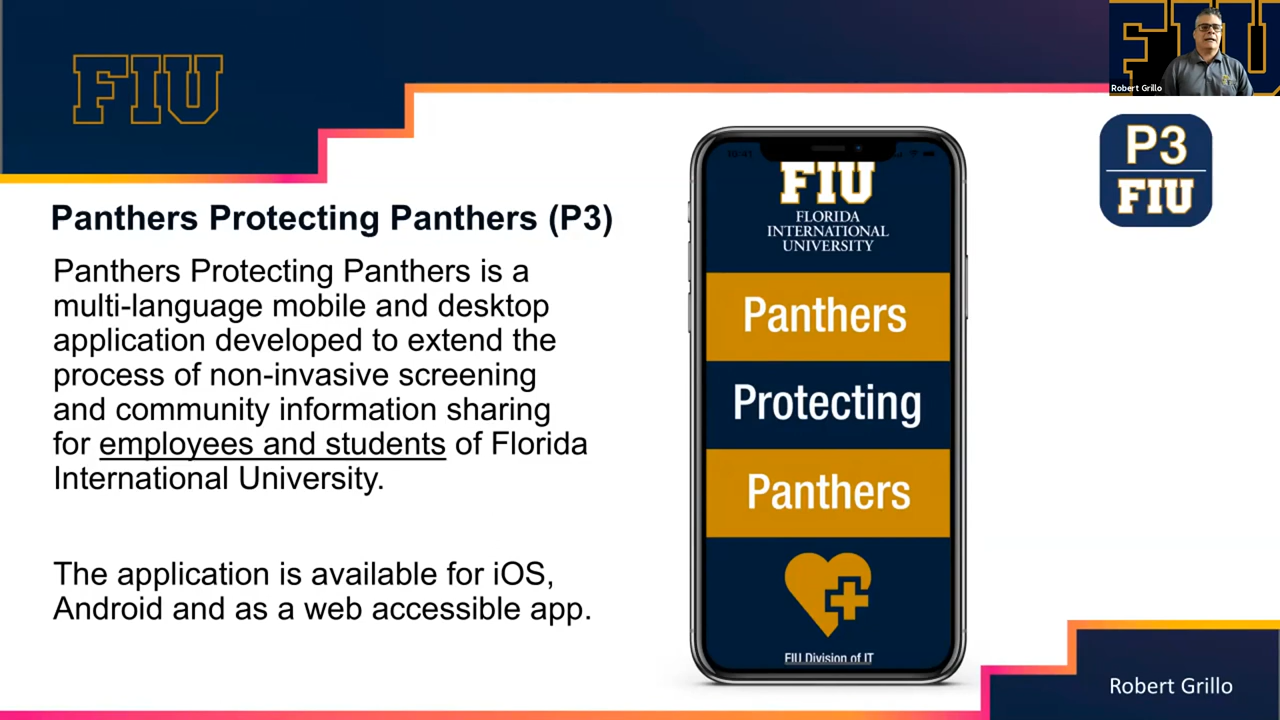 FIU
FIU
Robert Grillo
P3
FIU
Panthers Protecting Panthers (P3)
Panthers Protecting Panthers is a
multi-language mobile and desktop
application developed to extend the
process of non-invasive screening
and community information sharing
for employees and students of Florida
International University.
The application is available for iOS,
Android and as a web accessible app.
10:41
FIU
FLORIDA
INTERNATIONAL
UNIVERSITY
Panthers
Protecting
Panthers
FIU Division of IT
Robert Grillo